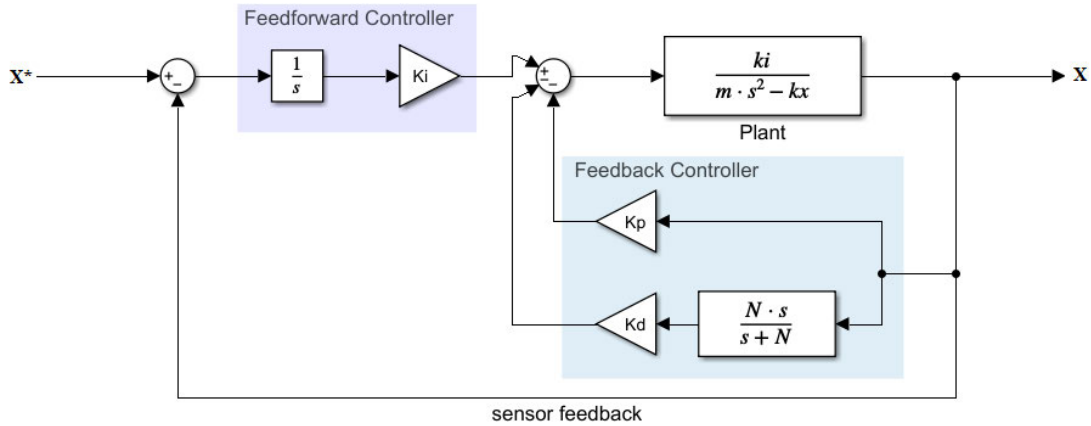 Feedforward Controller
X*
+
−
1
s
Ki
+
−
−
ki
m · s² − kx
X
Plant
Feedback Controller
Kp
Kd
N · s
s + N
sensor feedback